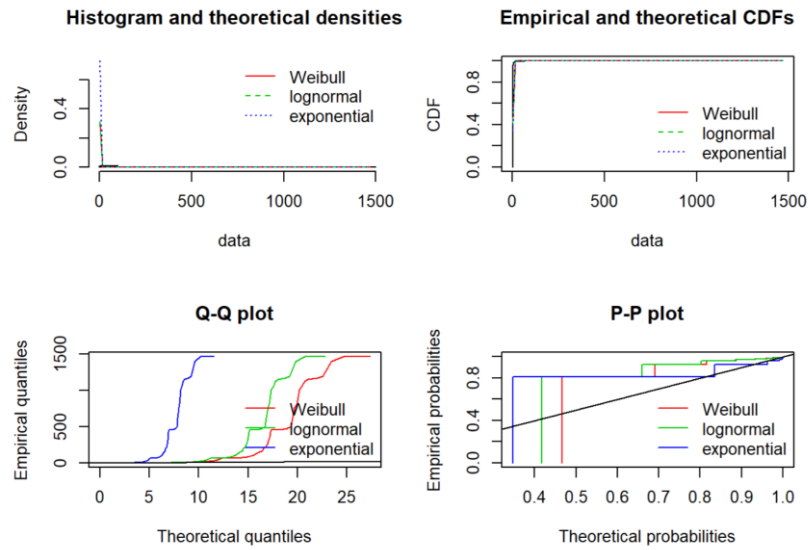 Histogram and theoretical densities
Density
0.0
0.4
Weibull
lognormal
exponential
0
500
1000
1500
data
Empirical and theoretical CDFs
CDF
0.0
0.4
0.8
Weibull
lognormal
exponential
0
500
1000
1500
data
Q-Q plot
Empirical quantiles
0
500
1500
Weibull
lognormal
exponential
0
5
10
15
20
25
Theoretical quantiles
P-P plot
Empirical probabilities
0.0
0.4
0.8
Weibull
lognormal
exponential
0.4
0.5
0.6
0.7
0.8
0.9
1.0
Theoretical probabilities